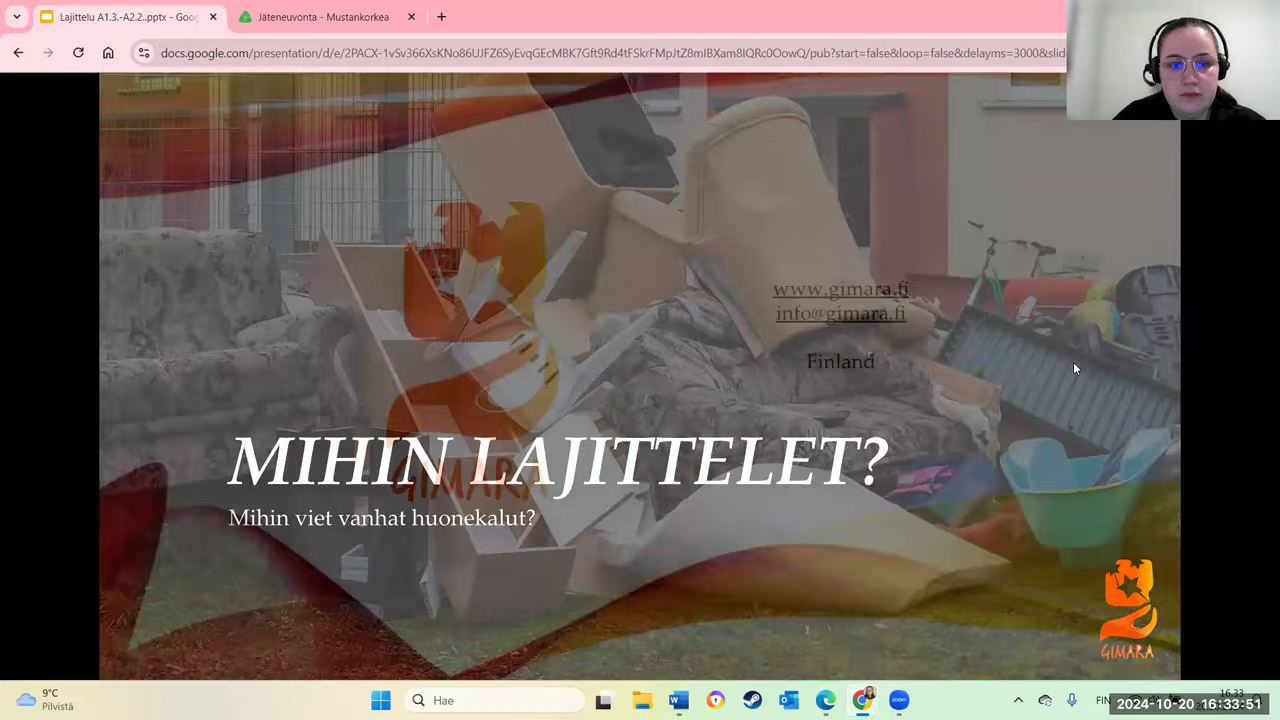 Lajittelu A1.3.-A2.2..pptx - Goog
Jäteneuvonta - Mustankorkea
docs.google.com/presentation/d/e/2PACX-1vSv366XsKNo86UJFZ6SyEvqGEcMBK7Gft9Rd4tFSkrFMpJtZ8mIBXam8IQRc0OowQ/pub?start=false&loop=false&delayms=3000&slid
www.gimara.fi
info@gimara.fi
Finland
MIHIN LAJITTELET?
GIMARA
Mihin viet vanhat huonekalut?
GIMARA
9°C
Pilvistä
Hae
FIN
16.33
2024-10-20 16:33:51